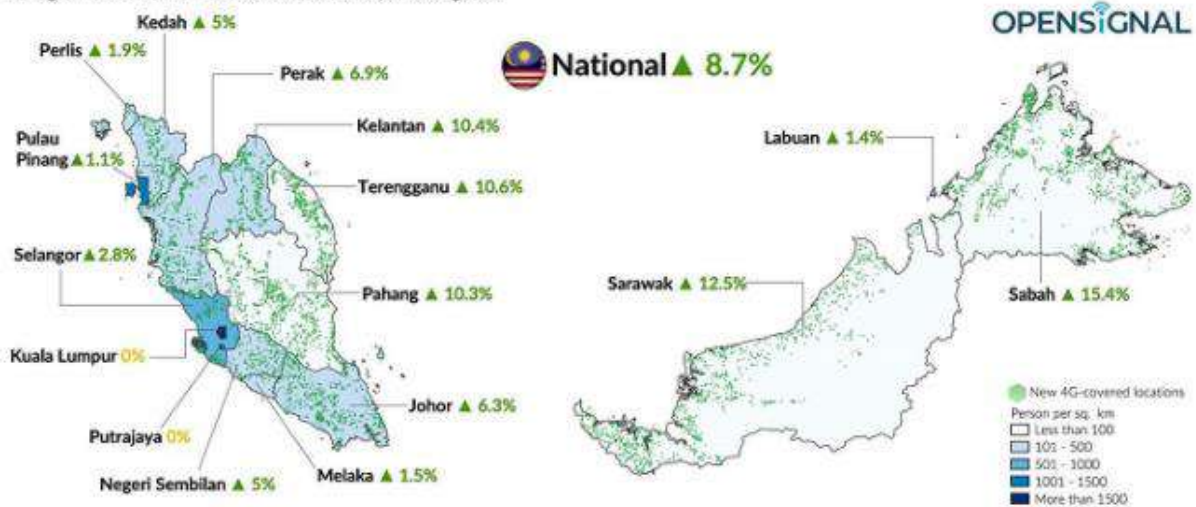 OPENSiGNAL
Kedah ▲ 5%
Perlis ▲ 1.9%
National ▲ 8.7%
Perak ▲ 6.9%
Kelantan ▲ 10.4%
Labuan ▲ 1.4%
Pulau
Pinang ▲ 1.1%
Terengganu ▲ 10.6%
Selangor ▲ 2.8%
Sarawak ▲ 12.5%
Pahang ▲ 10.3%
Sabah ▲ 15.4%
Kuala Lumpur 0%
Johor ▲ 6.3%
Putrajaya 0%
Melaka ▲ 1.5%
Negeri Sembilan ▲ 5%
New 4G-covered locations
Person per sq. km
Less than 100
101 - 500
501 - 1000
1001 - 1500
More than 1500